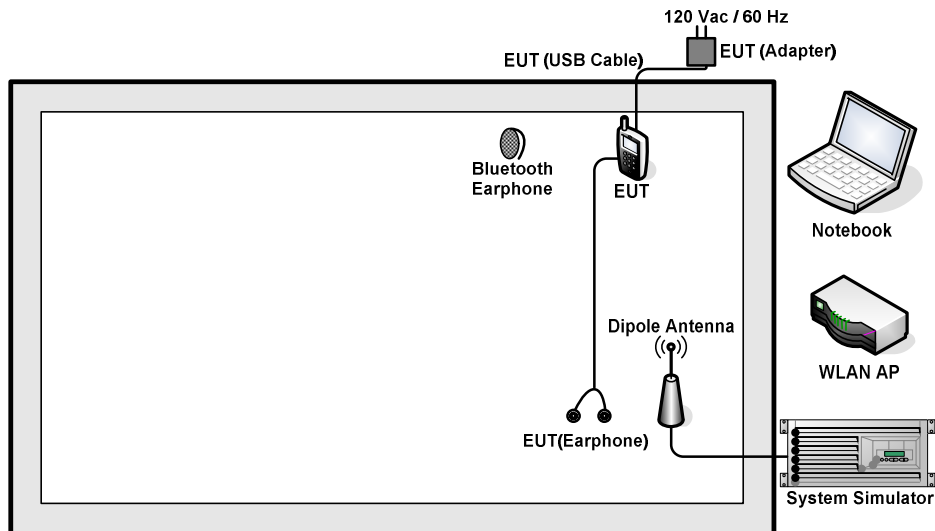 120 Vac / 60 Hz
EUT (USB Cable)
EUT (Adapter)
Bluetooth
Earphone
EUT
Notebook
Dipole Antenna
WLAN AP
EUT(Earphone)
System Simulator